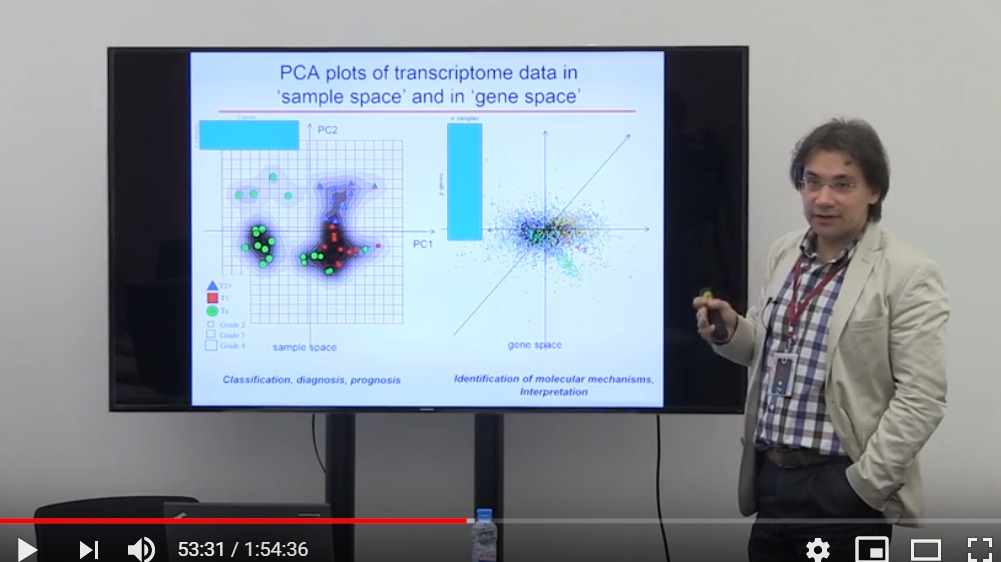 PCA plots of transcriptome data in
‘sample space’ and in ‘gene space’
n samples
PC2
p genes
PC1
T2+
T1
Ta
Grade 2
Grade 3
Grade 4
sample space
gene space
Classification, diagnosis, prognosis
Identification of molecular mechanisms,
Interpretation
53:31 / 1:54:36